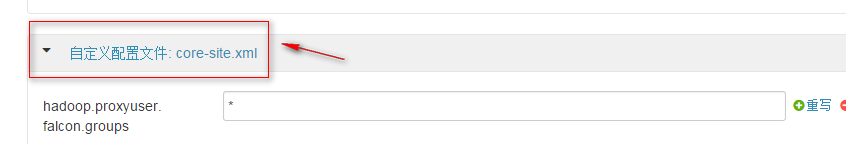 自定义配置文件: core-site.xml
hadoop.proxyuser.
falcon.groups
*
重写